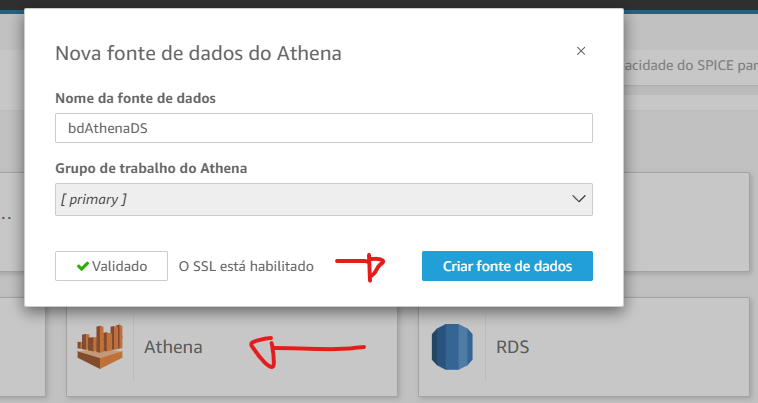 Nova fonte de dados do Athena
acidade do SPICE par
Nome da fonte de dados
bdAthenaDS
Grupo de trabalho do Athena
[ primary ]
...
Validado
O SSL está habilitado
Criar fonte de dados
Athena
RDS